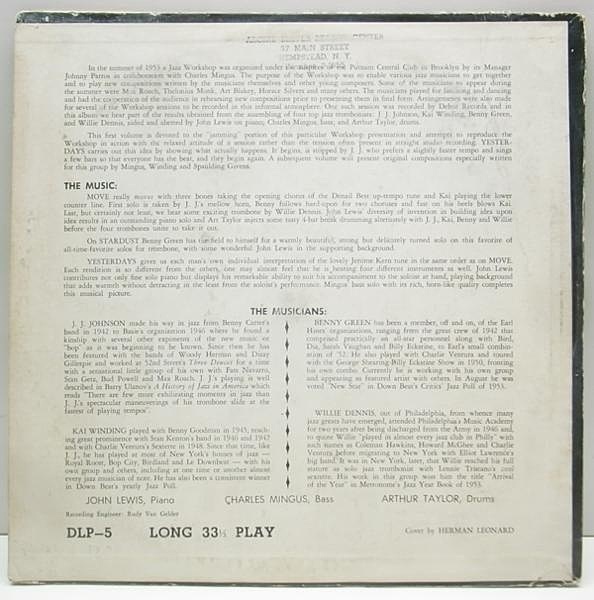 17 MAIN STREET
HEMPSTEAD, N. Y.
In the summer of 1953 a Jazz Workshop was organized under the auspices of the Putnam Central Club in Brooklyn by its Manager
Johnny Parros in collaboration with Charles Mingus. The purpose of the Workshop was to enable various jazz musicians to get together
and to play new compositions written by the musicians themselves and other young composers. Some of the musicians to appear during
the summer were Max Roach, Thelonius Monk, Art Blakey, Horace Silvers and many others. The musicians played for listening and dancing
and had the cooperation of the audience in rehearsing new compositions prior to presenting them in final form. Arrangements were also made
for several of the Workshop sessions to be recorded in this informal atmosphere. One such session was recorded by Debut Records and in
this album we hear part of the results obtained from the assembling of four top jazz trombonists: J. J. Johnson, Kai Winding, Benny Green,
and Willie Dennis, aided and abetted by John Lewis on piano; Charles Mingus, bass; and Arthur Taylor, drums.
This first volume is devoted to the "jamming" portion of this particular Workshop presentation and attempts to reproduce the
Workshop in action with the relaxed attitude of a session rather than the tension often present in straight studio recording. YESTER-
DAYS carries out this idea by showing what actually happens. It begins, is stopped by J. J. who prefers a slightly faster tempo and sings
a few bars so that everyone has the beat, and they begin again. A subsequent volume will present original compositions especially written
for this group by Mingus, Winding and Spaulding Givens.
THE MUSIC:
MOVE really moves with three bones taking the opening chorus of the Denzil Best up-tempo tune and Kai playing the lower
counter line. First solo is taken by J. J.'s mellow horn, Benny follows hard-upon for two chorusses and fast on his heels blows Kai.
Last, but certainly not least, we hear some exciting trombone by Willie Dennis. John Lewis' diversity of invention in building idea upon
idea results in an outstanding piano solo and Art Taylor injects some tasty 4-bar break drumming alternately with J. J., Kai, Benny and Willie
before the four trombones unite to take it out.
On STARDUST Benny Green has the field to himself for a warmly beautiful, strong but delicately turned solo on this favorite of
all-time-favorite solos for trombone, with some wonderful John Lewis in the supporting background.
YESTERDAYS gives us each man's own individual interpretation of the lovely Jerome Kern tune in the same order as on MOVE.
Each rendition is so different from the others, one may almost feel that he is hearing four different instruments as well. John Lewis
contributes not only fine solo piano but displays his remarkable ability to suit his accompaniment to the soloist at hand, playing background
that adds warmth without detracting in the least from the soloist's performance. Mingus' bass solo with its rich, horn-like quality completes
this musical picture.
THE MUSICIANS:
J. J. JOHNSON made his way in jazz from Benny Carter's
band in 1942 to Basie's organization 1946 where he found a
kinship with several other exponents of the new music or
"bop" as it was beginning to be known. Since then he has
been featured with the bands of Woody Herman and Dizzy
Gillespie and worked at 52nd Street's Three Deuces for a time
with a sensational little group of his own with Fats Navarro,
Stan Getz, Bud Powell and Max Roach. J. J.'s playing is well
described in Barry Ulanov's A History of Jazz in America which
reads "There are few more exhilarating moments in jazz than
J. J.'s spectacular maneuverings of his trombone slide at the
fastest of playing tempos".
KAI WINDING played with Benny Goodman in 1945, reach-
ing great prominence with Stan Kenton's band in 1946 and 1947
and with Charlie Ventura's Sextette in 1948. Since that time, like
J. J., he has played at most of New York's houses of jazz —
Royal Roost, Bop City, Birdland and Le Downbeat — with his
own group and others, including at one time or another almost
every jazz musician of note. He has also been a consistent winner
in Down Beat's yearly Jazz Poll.
BENNY GREEN has been a member, off and on, of the Earl
Hines's organizations, ranging from the great crew of 1942 that
comprised practically an all-star personnel along with Bird,
Diz, Sarah Vaughan and Billy Eckstine, to Earl's small combin-
ation of '52. He also played with Charlie Ventura and toured
with the George Shearing-Billy Eckstine Show in 1950, fronting
his own combo. Currently he is working with his own group
and appearing as featured artist with others. In August he was
voted "New Star" in Down Beat's Critics' Jazz Poll of 1953.
WILLIE DENNIS, out of Philadelphia, from whence many
jazz greats have emerged, attended Philadelphia's Music Academy
for two years after being discharged from the Army in 1946 and,
to quote Willie "played in almost every jazz club in Philly" with
such names as Coleman Hawkins, Howard McGhee and Charlie
Ventura before migrating to New York with Elliot Lawrence's
big band. It was in New York, later, that Willie reached his full
stature as solo jazz trombonist with Lennie Tristano's cool
sextette. His work in this group won him the title "Arrival
of the Year" in Metronome's Jazz Year Book of 1953.
JOHN LEWIS, Piano CHARLES MINGUS, Bass ARTHUR TAYLOR, Drums
Recording Engineer: Rudy Van Gelder
DLP-5 LONG 33⅓ PLAY Cover by HERMAN LEONARD